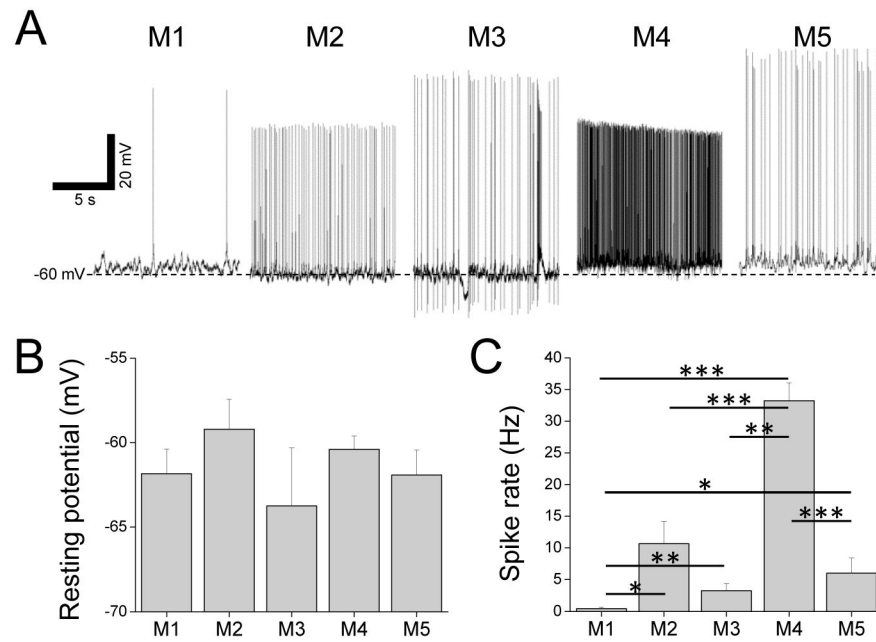 A
M1 M2 M3 M4 M5
20 mV
5 s
-60 mV
B
Resting potential (mV)
-55
-60
-65
-70
M1 M2 M3 M4 M5
C
Spike rate (Hz)
40
35
30
25
20
15
10
5
0
***
***
**
*
***
**
*
M1 M2 M3 M4 M5